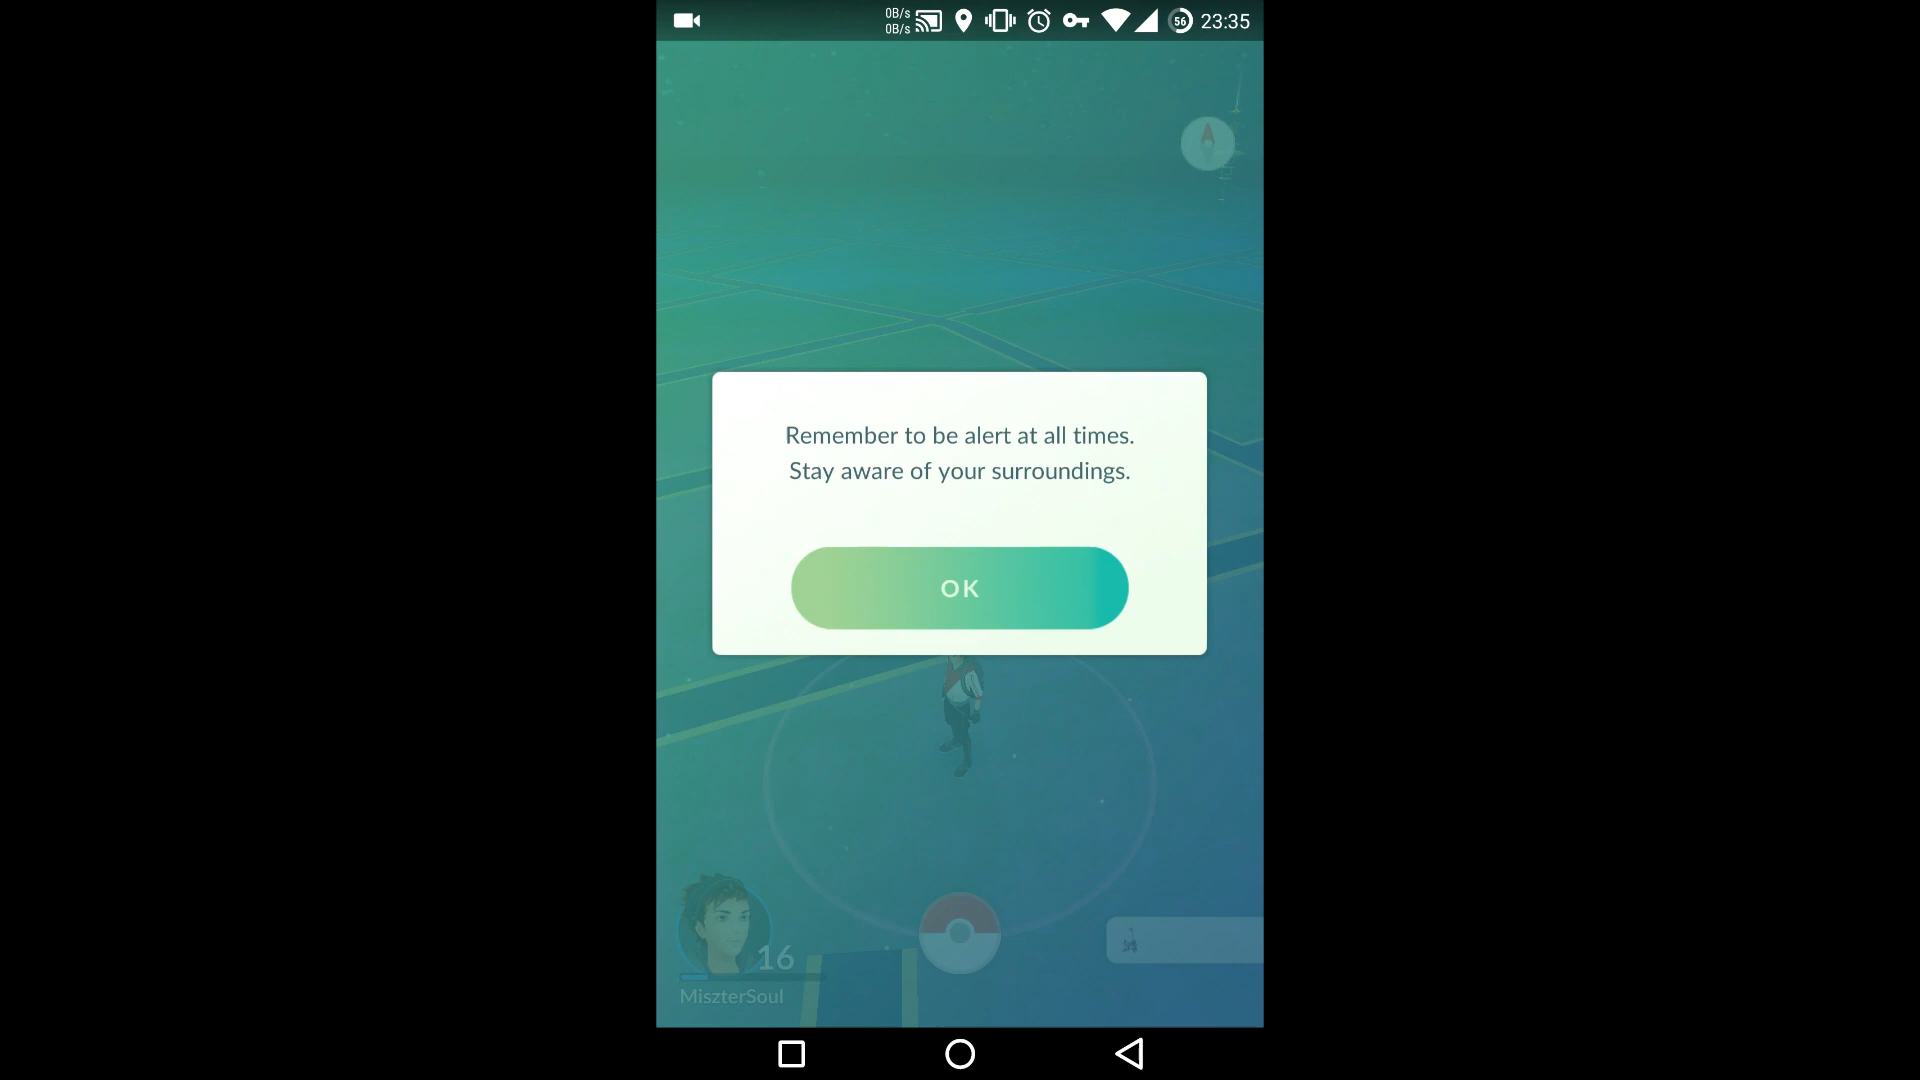 0B/s
0B/s
56
23:35
Remember to be alert at all times.
Stay aware of your surroundings.
OK
16
MiszterSoul